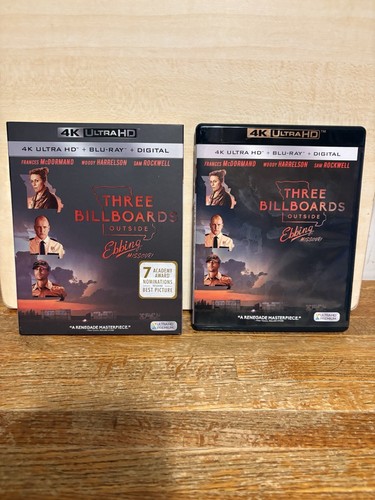 4K ULTRA HD
4K ULTRA HD + BLU-RAY + DIGITAL
FRANCES McDORMAND WOODY HARRELSON SAM ROCKWELL
THREE
BILLBOARDS
OUTSIDE
Ebbing,
MISSOURI
7 ACADEMY
AWARD
NOMINATIONS
BEST PICTURE
"A RENEGADE MASTERPIECE."
4K ULTRA HD
4K ULTRA HD + BLU-RAY + DIGITAL
FRANCES McDORMAND WOODY HARRELSON SAM ROCKWELL
THREE
BILLBOARDS
OUTSIDE
Ebbing,
MISSOURI
"A RENEGADE MASTERPIECE."